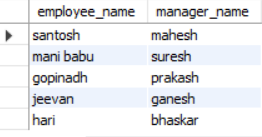 employee_name manager_name
santosh mahesh
mani babu suresh
gopinadh prakash
jeevan ganesh
hari bhaskar